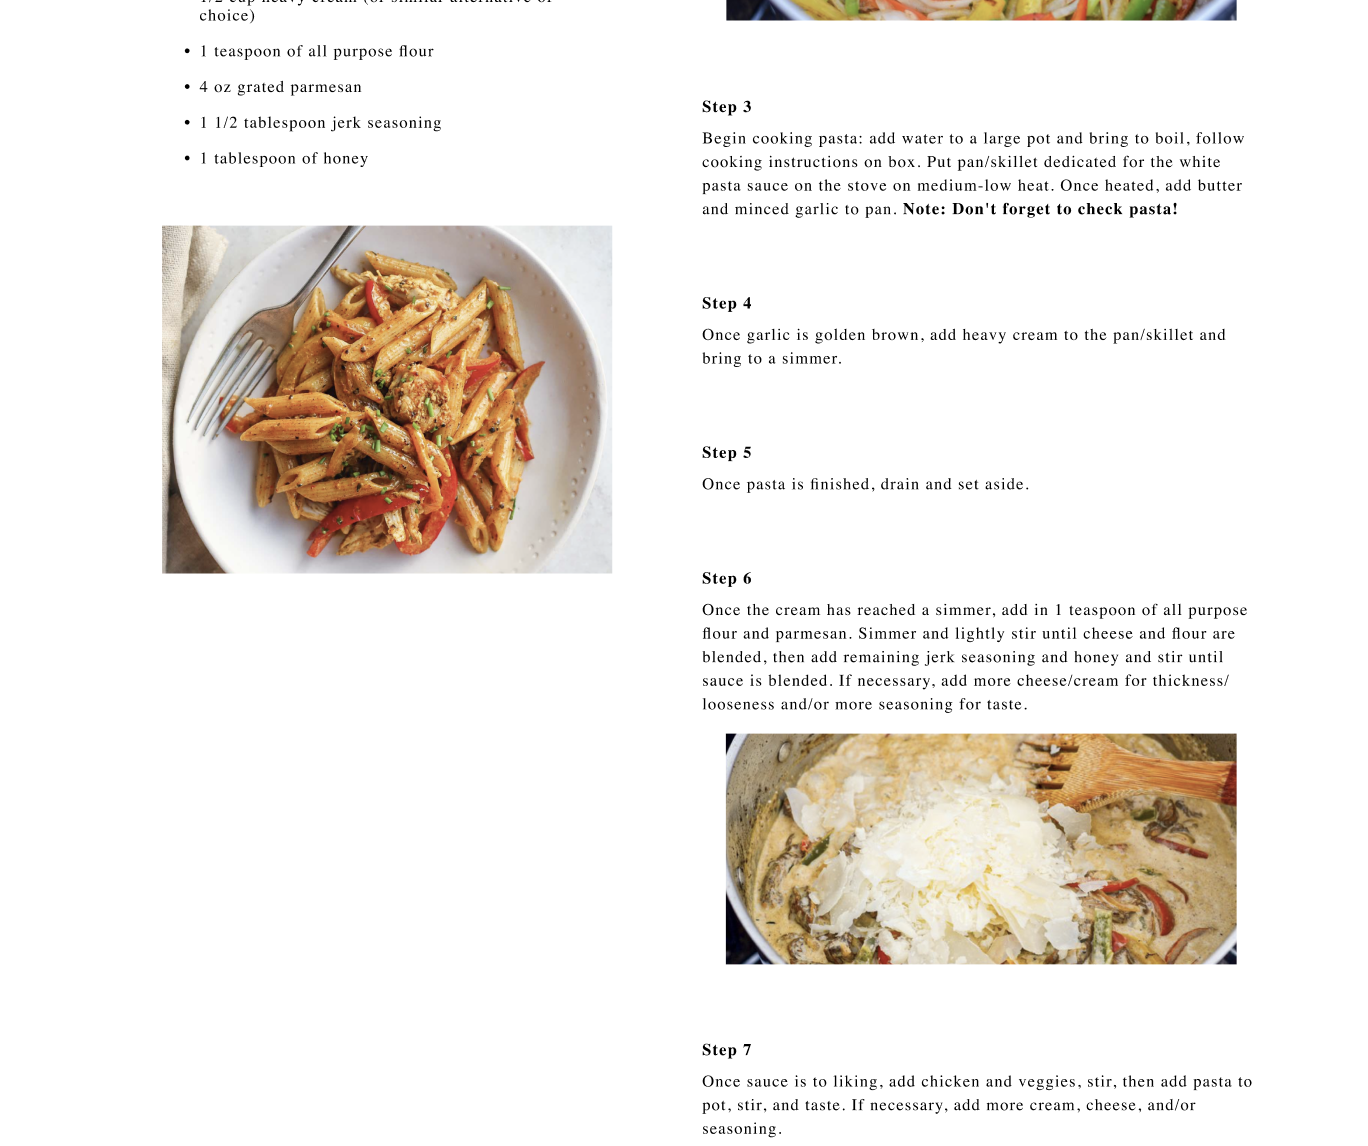 1/2 cup heavy cream (or similar alternative of
choice)
• 1 teaspoon of all purpose flour
• 4 oz grated parmesan
• 1 1/2 tablespoon jerk seasoning
• 1 tablespoon of honey
Step 3
Begin cooking pasta: add water to a large pot and bring to boil, follow
cooking instructions on box. Put pan/skillet dedicated for the white
pasta sauce on the stove on medium-low heat. Once heated, add butter
and minced garlic to pan. Note: Don't forget to check pasta!
Step 4
Once garlic is golden brown, add heavy cream to the pan/skillet and
bring to a simmer.
Step 5
Once pasta is finished, drain and set aside.
Step 6
Once the cream has reached a simmer, add in 1 teaspoon of all purpose
flour and parmesan. Simmer and lightly stir until cheese and flour are
blended, then add remaining jerk seasoning and honey and stir until
sauce is blended. If necessary, add more cheese/cream for thickness/
looseness and/or more seasoning for taste.
Step 7
Once sauce is to liking, add chicken and veggies, stir, then add pasta to
pot, stir, and taste. If necessary, add more cream, cheese, and/or
seasoning.